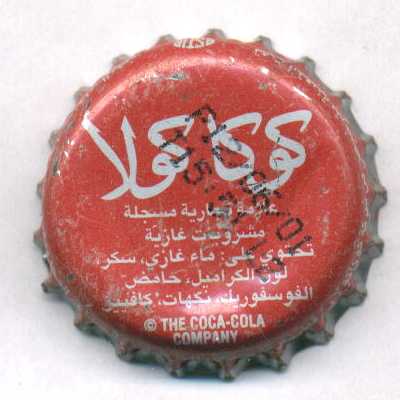 كوكاكولا
علامة تجارية مسجلة
مشروبات غازية
تحتوي على: ماء غازي، سكر،
لون الكراميل، حامض
الفوسفوريك، نكهات، كافيين
© THE COCA-COLA
COMPANY